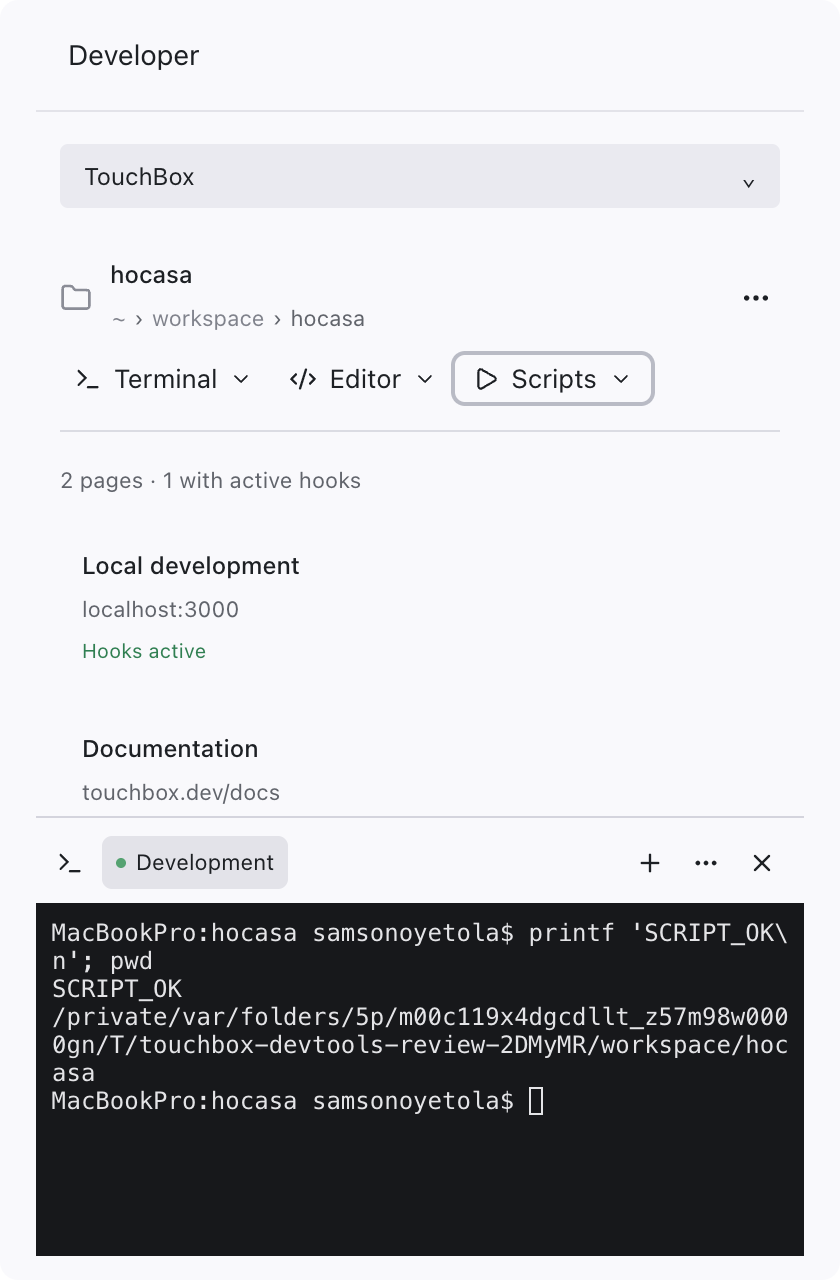 Developer
TouchBox
hocasa
~ › workspace › hocasa
Terminal
Editor
Scripts
2 pages · 1 with active hooks
Local development
localhost:3000
Hooks active
Documentation
touchbox.dev/docs
Development
MacBookPro:hocasa samsonoyetola$ printf 'SCRIPT_OK\
n'; pwd
SCRIPT_OK
/private/var/folders/5p/m00c119x4dgcdllt_z57m98w000
0gn/T/touchbox-devtools-review-2DMyMR/workspace/hoc
asa
MacBookPro:hocasa samsonoyetola$